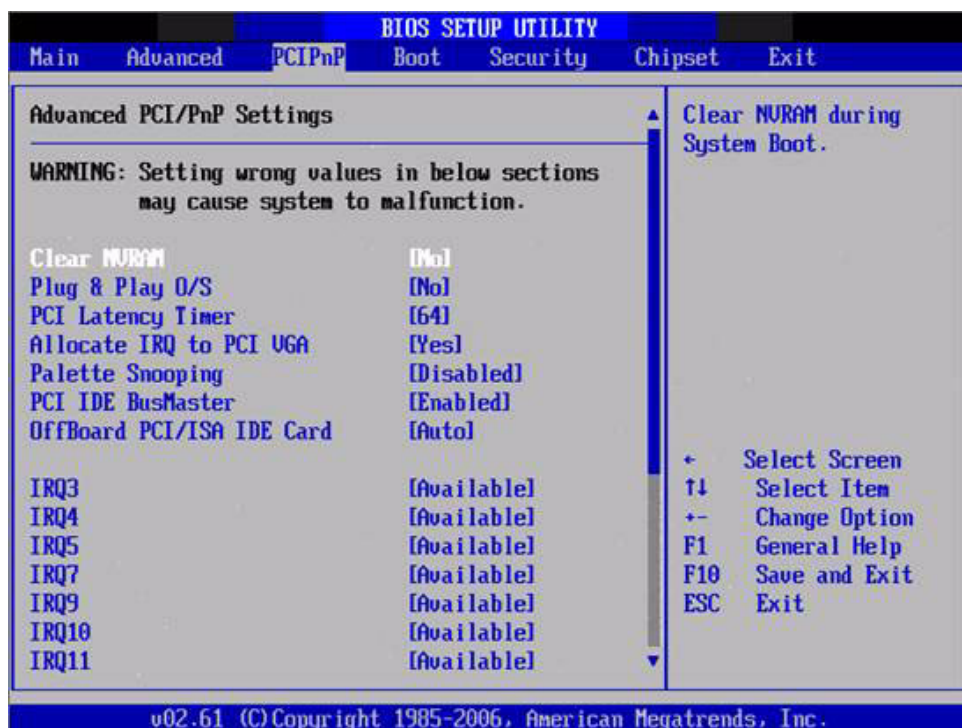 BIOS SETUP UTILITY
Main Advanced PCIPnP Boot Security Chipset Exit
Advanced PCI/PnP Settings
WARNING: Setting wrong values in below sections
may cause system to malfunction.
Clear NVRAM [No]
Plug & Play O/S [No]
PCI Latency Timer [64]
Allocate IRQ to PCI VGA [Yes]
Palette Snooping [Disabled]
PCI IDE BusMaster [Enabled]
OffBoard PCI/ISA IDE Card [Auto]
IRQ3 [Available]
IRQ4 [Available]
IRQ5 [Available]
IRQ7 [Available]
IRQ9 [Available]
IRQ10 [Available]
IRQ11 [Available]
Clear NVRAM during
System Boot.
← Select Screen
↑↓ Select Item
+- Change Option
F1 General Help
F10 Save and Exit
ESC Exit
v02.61 (C)Copyright 1985-2006, American Megatrends, Inc.